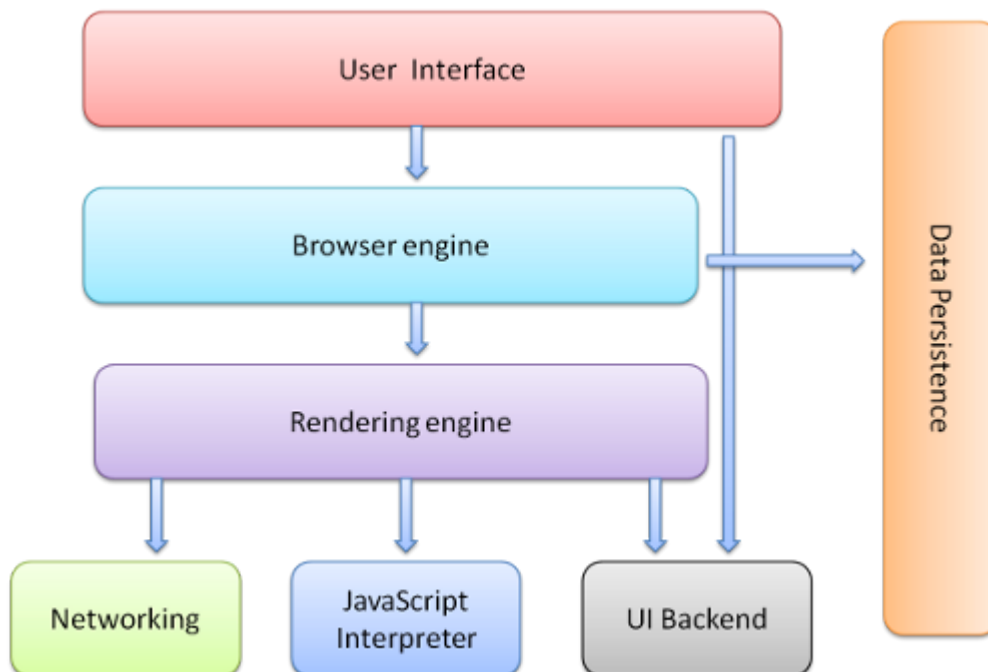 User Interface
Browser engine
Data Persistence
Rendering engine
Networking
JavaScript
Interpreter
UI Backend